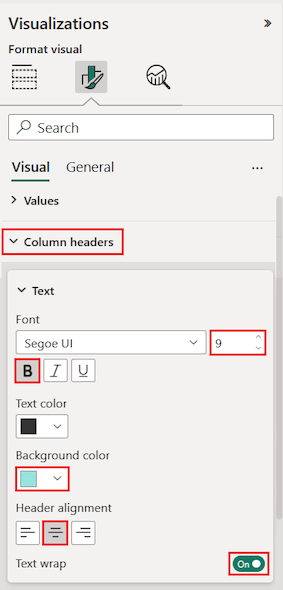 Visualizations »
Format visual
Search
Visual General ...
Values
Column headers
Text
Font
Segoe UI 9
B I U
Text color
Background color
Header alignment
Text wrap On